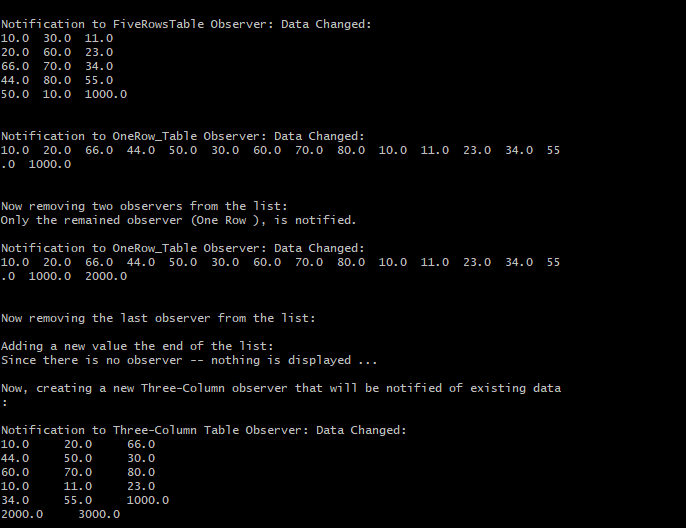 Notification to FiveRowsTable Observer: Data Changed:
10.0  30.0  11.0
20.0  60.0  23.0
66.0  70.0  34.0
44.0  80.0  55.0
50.0  10.0  1000.0
Notification to OneRow_Table Observer: Data Changed:
10.0  20.0  66.0  44.0  50.0  30.0  60.0  70.0  80.0  10.0  11.0  23.0  34.0  55
.0  1000.0
Now removing two observers from the list:
Only the remained observer (One Row ), is notified.
Notification to OneRow_Table Observer: Data Changed:
10.0  20.0  66.0  44.0  50.0  30.0  60.0  70.0  80.0  10.0  11.0  23.0  34.0  55
.0  1000.0  2000.0
Now removing the last observer from the list:
Adding a new value the end of the list:
Since there is no observer -- nothing is displayed ...
Now, creating a new Three-Column observer that will be notified of existing data
:
Notification to Three-Column Table Observer: Data Changed:
10.0     20.0     66.0
44.0     50.0     30.0
60.0     70.0     80.0
10.0     11.0     23.0
34.0     55.0     1000.0
2000.0     3000.0